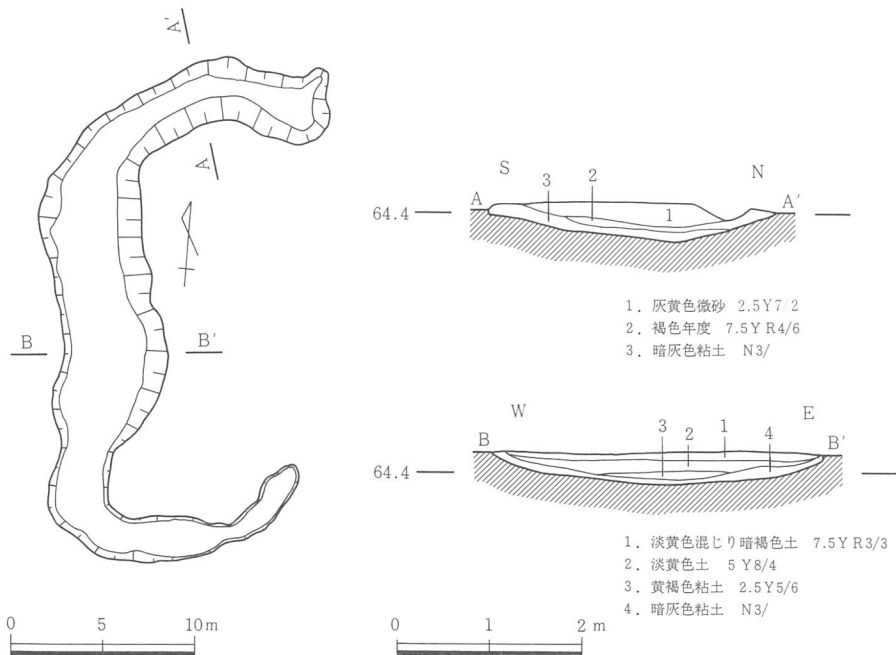 A'
A
B B'
0 5 10m
S N
3 2
A 1 A'
64.4
1. 灰黄色微砂 2.5Y7/2
2. 褐色年度 7.5YR4/6
3. 暗灰色粘土 N3/
W E
3 2 1 4
B B'
64.4
1. 淡黄色混じり暗褐色土 7.5YR3/3
2. 淡黄色土 5Y8/4
3. 黄褐色粘土 2.5Y5/6
4. 暗灰色粘土 N3/
0 1 2 m